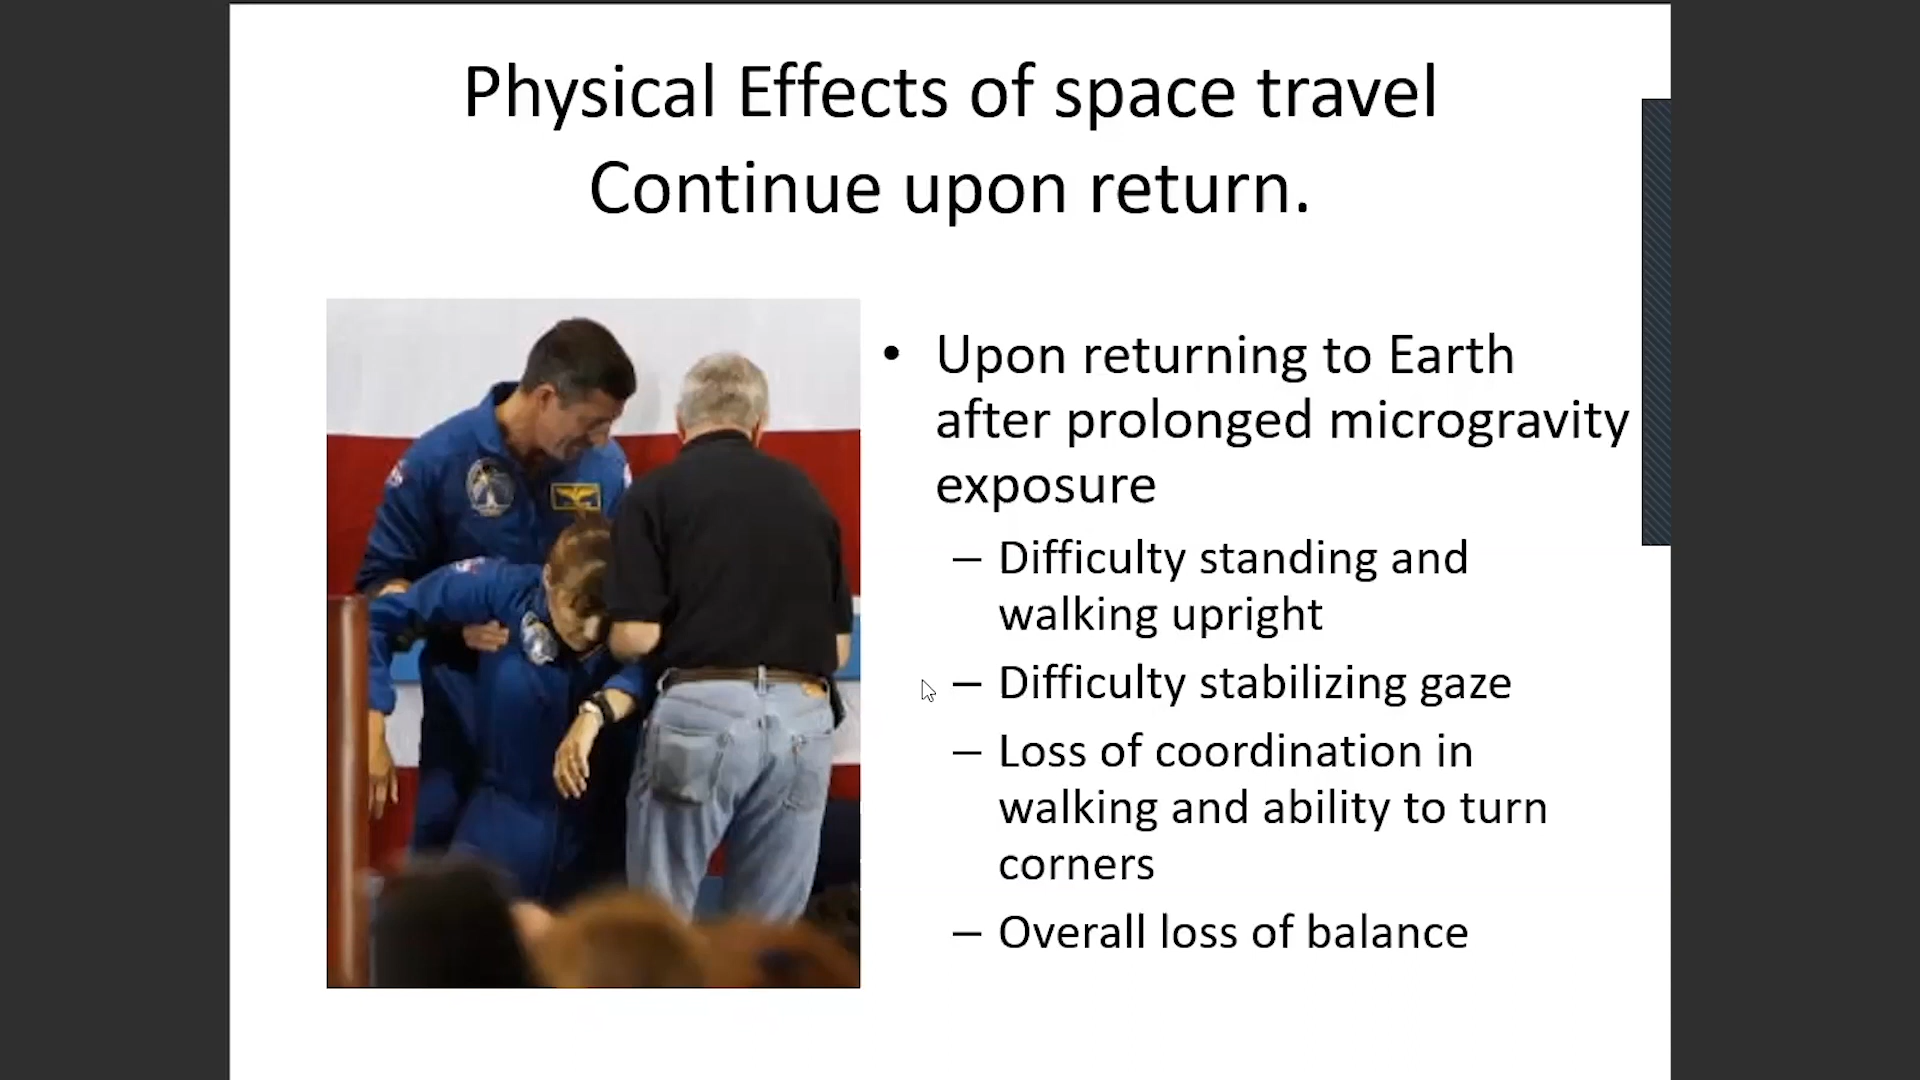 Physical Effects of space travel
Continue upon return.
• Upon returning to Earth
after prolonged microgravity
exposure
– Difficulty standing and
walking upright
– Difficulty stabilizing gaze
– Loss of coordination in
walking and ability to turn
corners
– Overall loss of balance